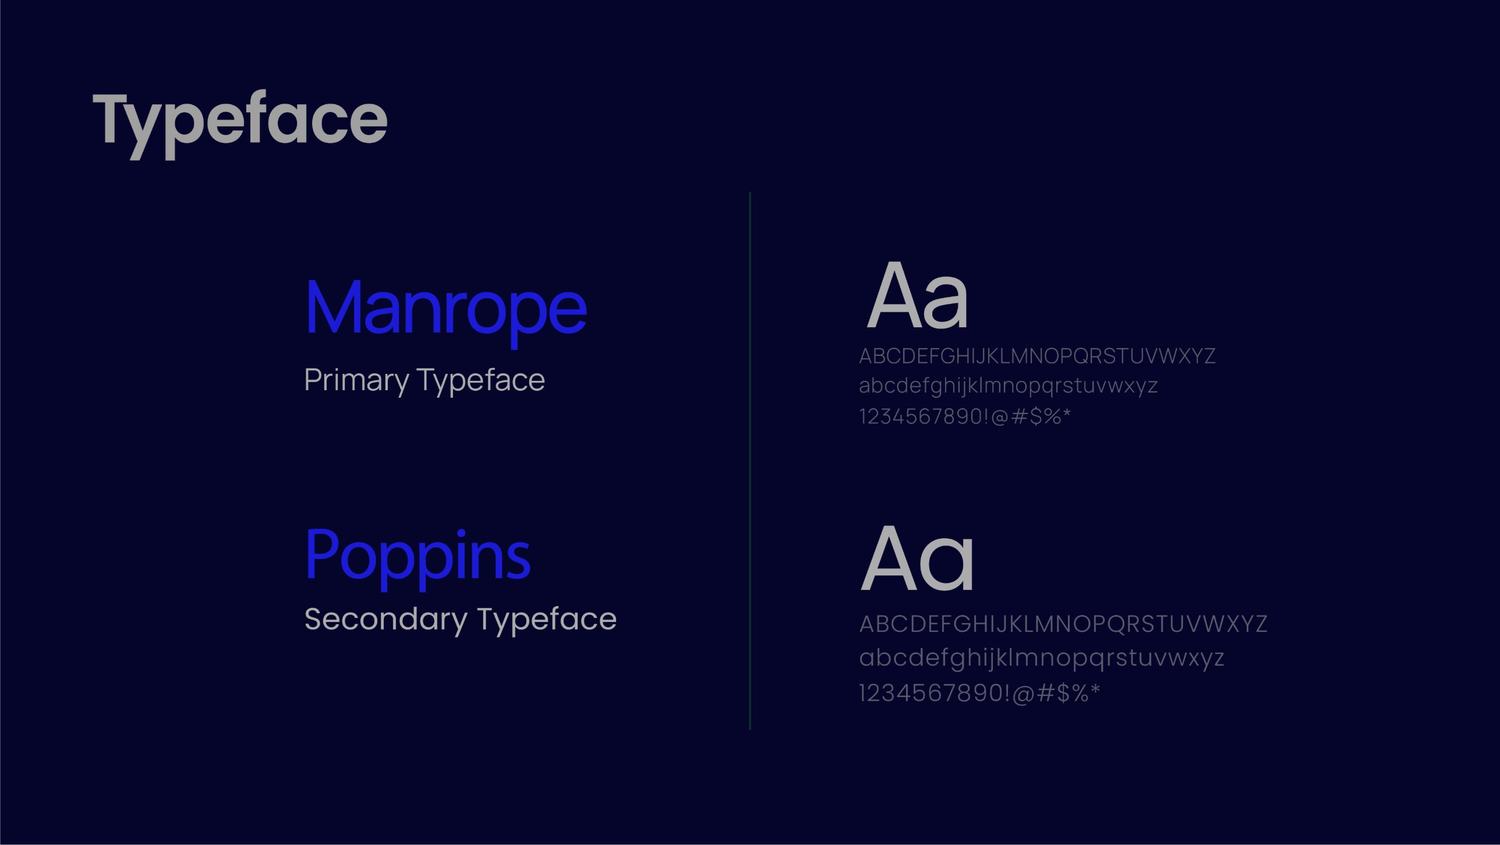 Typeface
Manrope
Primary Typeface
Aa
ABCDEFGHIJKLMNOPQRSTUVWXYZ
abcdefghijklmnopqrstuvwxyz
1234567890!@#$%*
Poppins
Secondary Typeface
Aa
ABCDEFGHIJKLMNOPQRSTUVWXYZ
abcdefghijklmnopqrstuvwxyz
1234567890!@#$%*